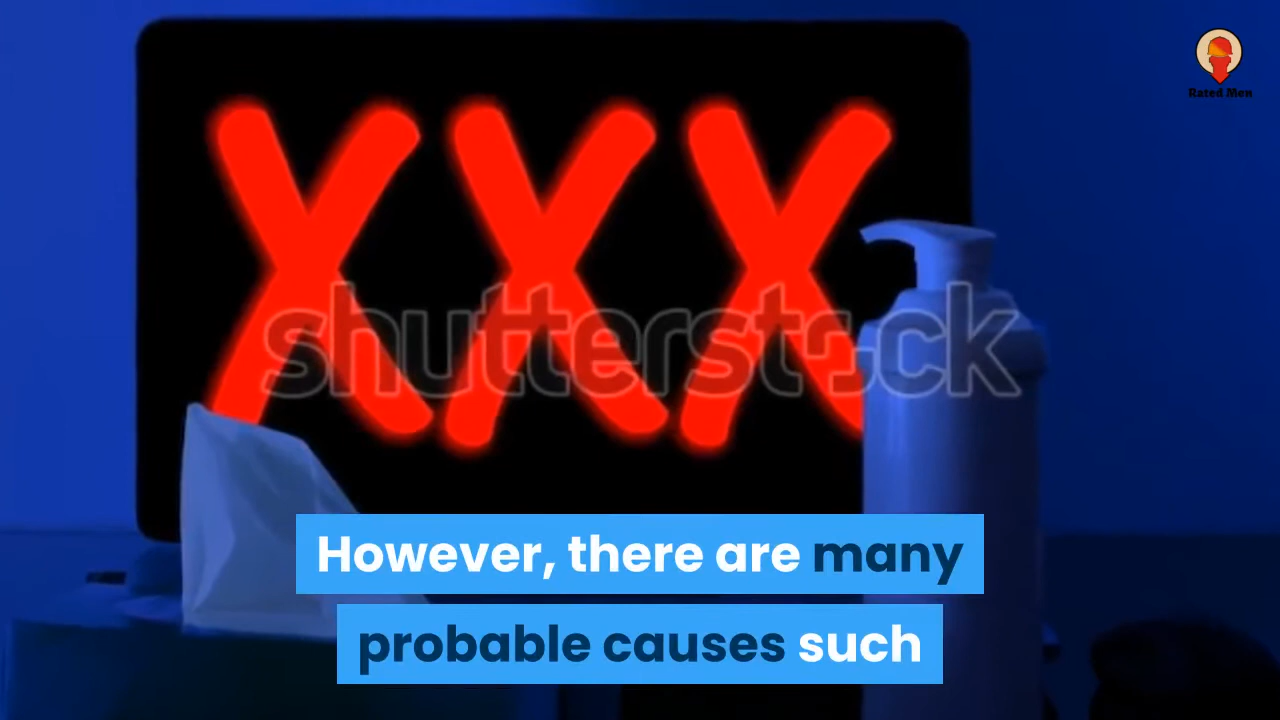 Rated Men
XXX
shutterstock
However, there are many
probable causes such